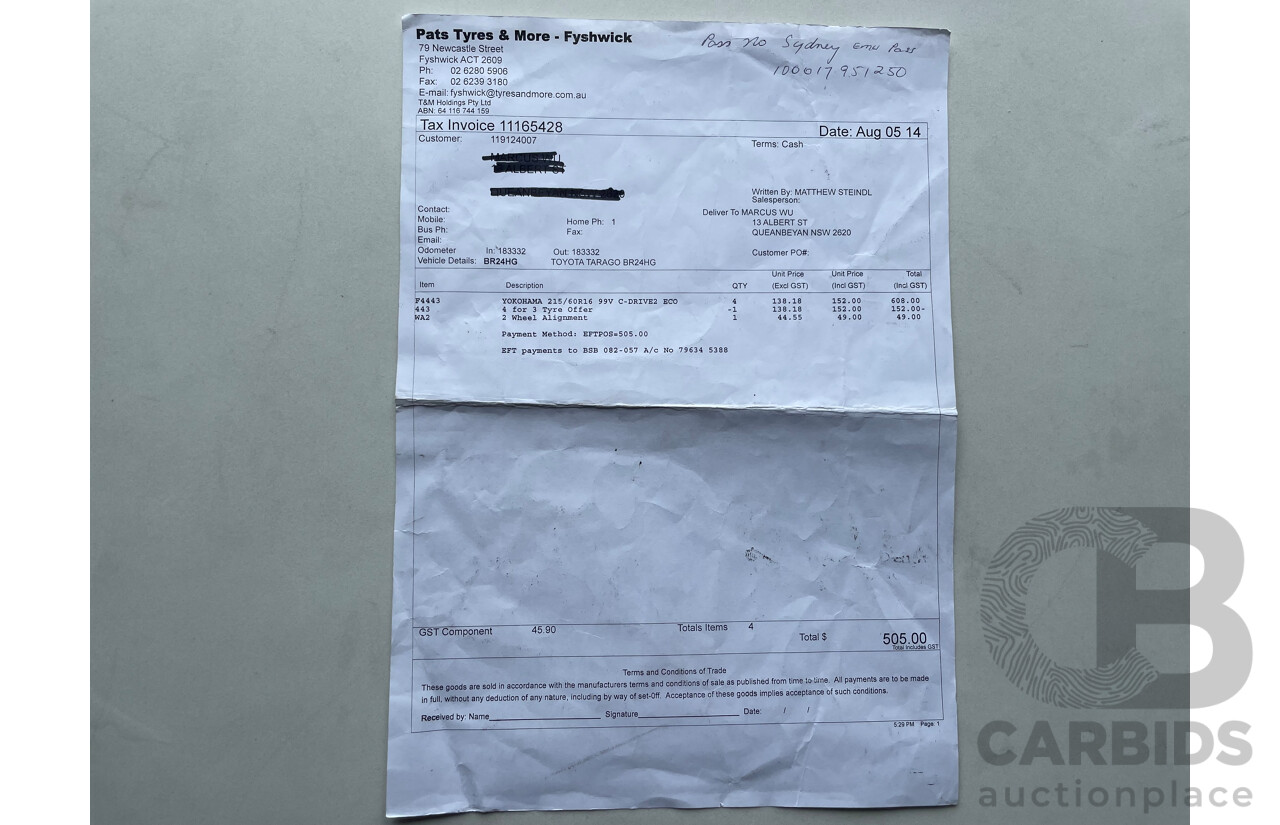 Pats Tyres & More - Fyshwick
79 Newcastle Street
Fyshwick ACT 2609
Ph: 02 6280 5906
Fax: 02 6239 3180
E-mail: fyshwick@tyresandmore.com.au
T&M Holdings Pty Ltd
ABN: 64 116 744 159
Pass No Sydney emu Pass
100017951250
Tax Invoice 11165428 Date: Aug 05 14
Customer: 119124007 Terms: Cash
Written By: MATTHEW STEINDL
Salesperson:
Contact: Deliver To MARCUS WU
Mobile: Home Ph: 1 13 ALBERT ST
Bus Ph: Fax: QUEANBEYAN NSW 2620
Email:
Odometer In: 183332 Out: 183332 Customer PO#:
Vehicle Details: BR24HG TOYOTA TARAGO BR24HG
Item Description QTY Unit Price (Excl GST) Unit Price (Incl GST) Total (Incl GST)
F4443 YOKOHAMA 215/60R16 99V C-DRIVE2 ECO 4 138.18 152.00 608.00
443 4 for 3 Tyre Offer -1 138.18 152.00 152.00-
WA2 2 Wheel Alignment 1 44.55 49.00 49.00
Payment Method: EFTPOS=505.00
EFT payments to BSB 082-057 A/c No 79634 5388
GST Component 45.90 Totals Items 4 Total $ 505.00
Total Includes GST
Terms and Conditions of Trade
These goods are sold in accordance with the manufacturers terms and conditions of sale as published from time to time. All payments are to be made
in full, without any deduction of any nature, including by way of set-Off. Acceptance of these goods implies acceptance of such conditions.
Received by: Name Signature Date: / /
5:29 PM Page: 1
CARBIDS
auctionplace